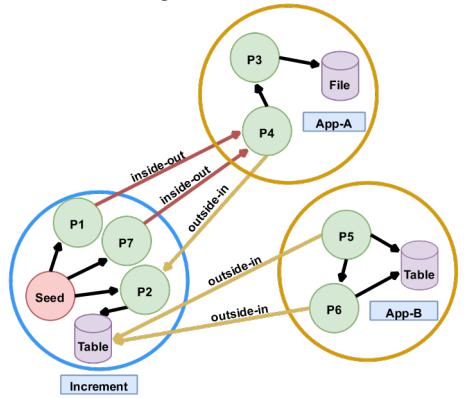 P3
File
P4
App-A
inside-out
inside-out
outside-in
P1
P7
P5
Table
outside-in
Seed
P2
P6
outside-in
App-B
Table
Increment